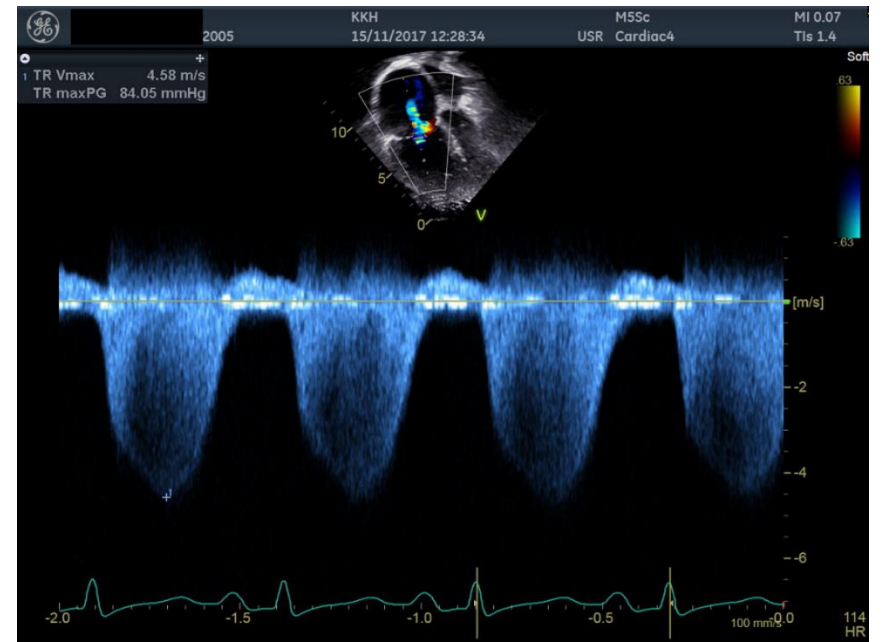 KKH M5Sc MI 0.07
2005 15/11/2017 12:28:34 USR Cardiac4 TIs 1.4
Soft
1 TR Vmax 4.58 m/s
TR maxPG 84.05 mmHg
.63
10
5
0
V
-.63
[m/s]
-2
-4
1
-6
-2.0 -1.5 -1.0 -0.5 -0.0
100 mm/s
114
HR